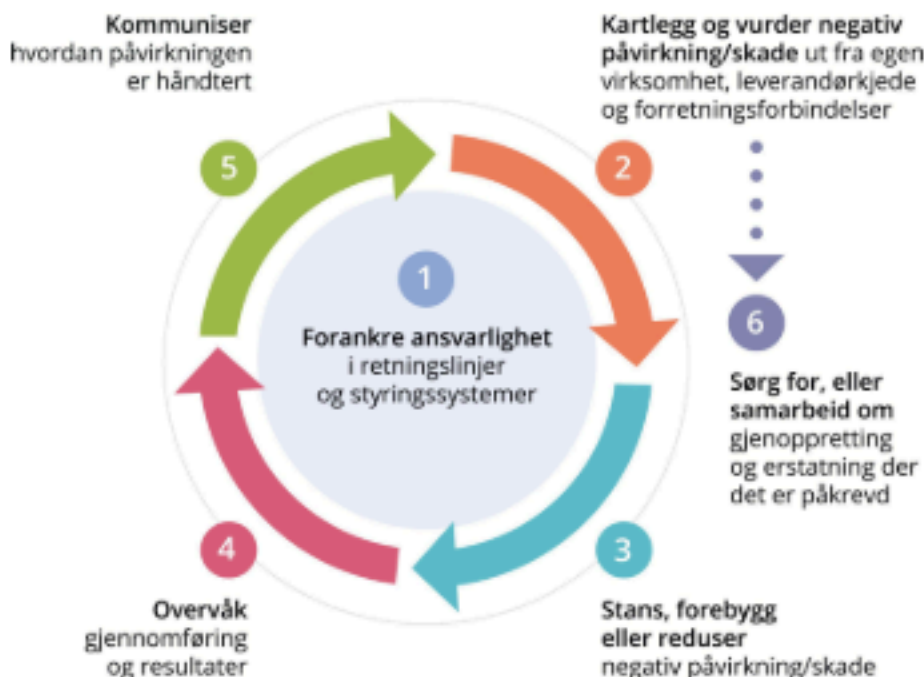 Kommuniser
hvordan påvirkningen
er håndtert
5
Kartlegg og vurder negativ
påvirkning/skade ut fra egen
virksomhet, leverandørkjede
og forretningsforbindelser
2
1
Forankre ansvarlighet
i retningslinjer
og styringssystemer
6
Sørg for, eller
samarbeid om
gjenoppretting
og erstatning der
det er påkrevd
4
Overvåk
gjennomføring
og resultater
3
Stans, forebygg
eller reduser
negativ påvirkning/skade